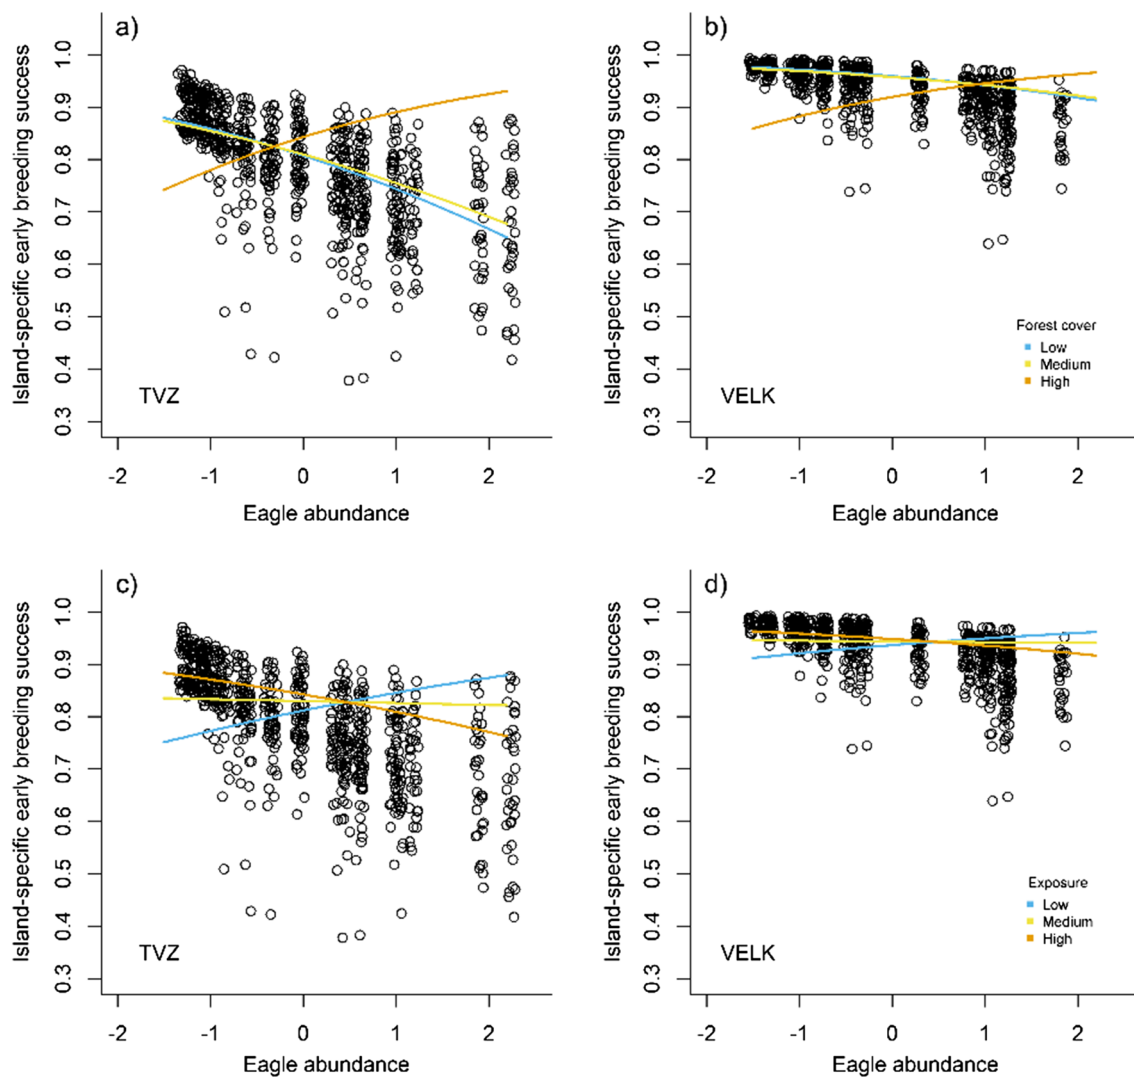 a)
Island-specific early breeding success
1.0
0.9
0.8
0.7
0.6
0.5
0.4
0.3
TVZ
-2 -1 0 1 2
Eagle abundance
b)
Island-specific early breeding success
1.0
0.9
0.8
0.7
0.6
0.5
0.4
0.3
Forest cover
Low
Medium
High
VELK
-2 -1 0 1 2
Eagle abundance
c)
Island-specific early breeding success
1.0
0.9
0.8
0.7
0.6
0.5
0.4
0.3
TVZ
-2 -1 0 1 2
Eagle abundance
d)
Island-specific early breeding success
1.0
0.9
0.8
0.7
0.6
0.5
0.4
0.3
Exposure
Low
Medium
High
VELK
-2 -1 0 1 2
Eagle abundance